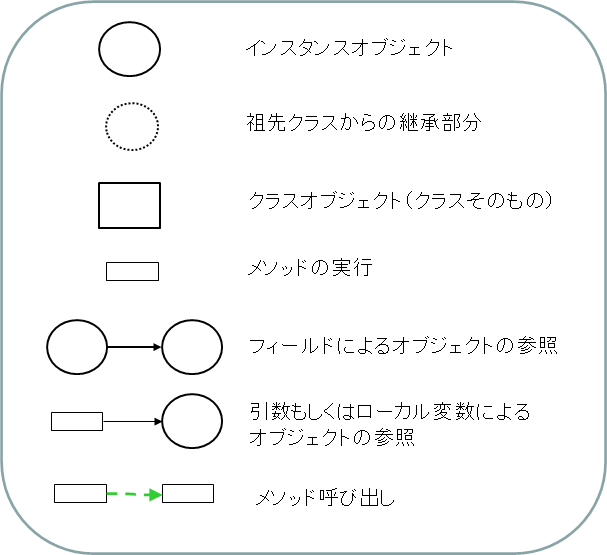 インスタンスオブジェクト
祖先クラスからの継承部分
クラスオブジェクト（クラスそのもの）
メソッドの実行
フィールドによるオブジェクトの参照
引数もしくはローカル変数による
オブジェクトの参照
メソッド呼び出し